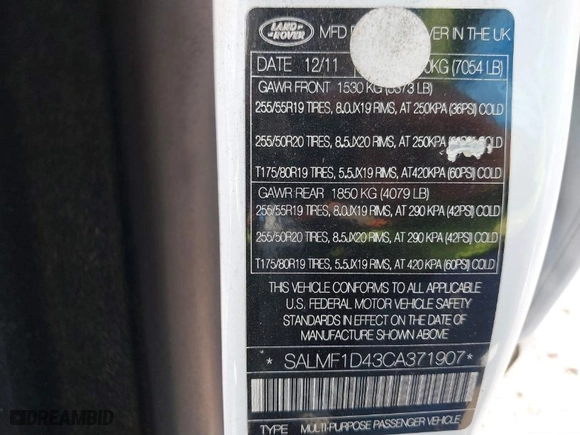 LAND
ROVER
MFD
VER IN THE UK
DATE 12/11 0KG (7054 LB)
GAWR FRONT 1530 KG (3373 LB)
255/55R19 TIRES, 8.0JX19 RIMS, AT 250KPA (36PSI) COLD
255/50R20 TIRES, 8.5JX20 RIMS, AT 250KPA COLD
T175/80R19 TIRES, 5.5JX19 RIMS, AT420KPA (60PSI) COLD
GAWR REAR 1850 KG (4079 LB)
255/55R19 TIRES, 8.0JX19 RIMS, AT 290 KPA (42PSI) COLD
255/50R20 TIRES, 8.5JX20 RIMS, AT 290 KPA (42PSI) COLD
T175/80R19 TIRES, 5.5JX19 RIMS, AT 420 KPA (60PSI) COLD
THIS VEHICLE CONFORMS TO ALL APPLICABLE
U.S. FEDERAL MOTOR VEHICLE SAFETY
STANDARDS IN EFFECT ON THE DATE OF
MANUFACTURE SHOWN ABOVE
* SALMF1D43CA371907 *
TYPE MULTI-PURPOSE PASSENGER VEHICLE
DREAMBID